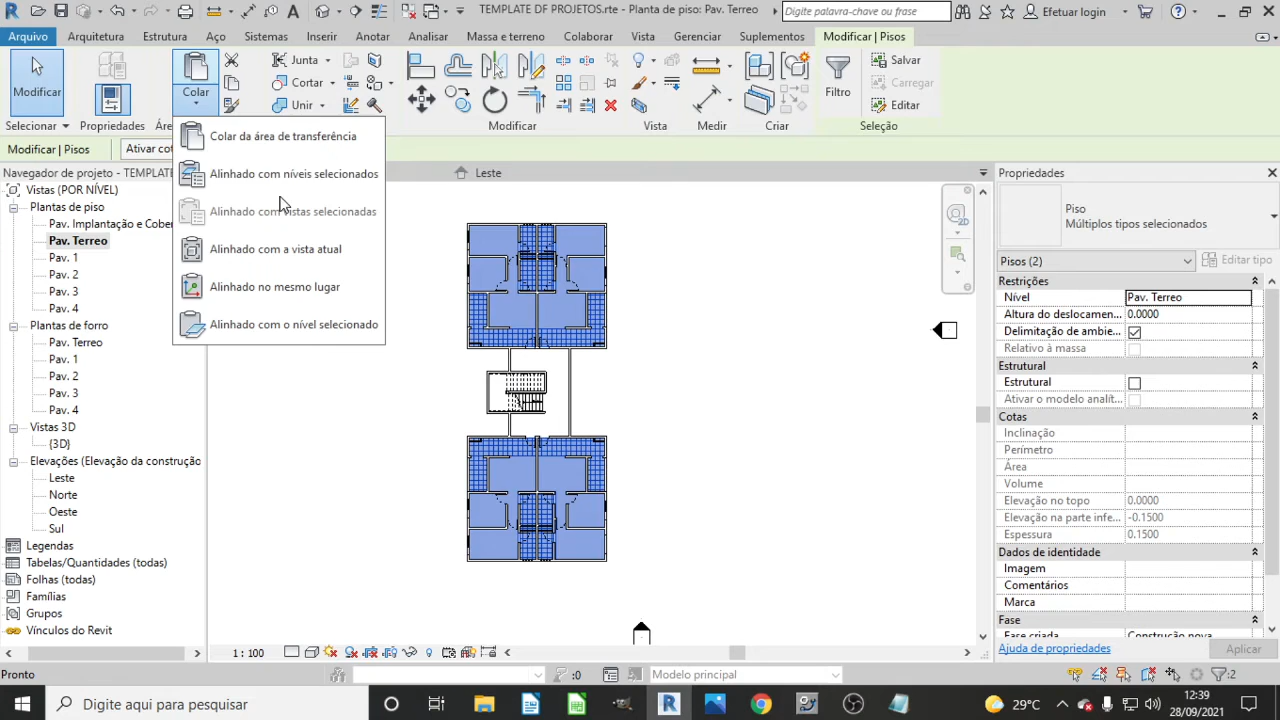 TEMPLATE DF PROJETOS.rte - Planta de piso: Pav. Terreo
Digite palavra-chave ou frase
Efetuar login
Arquivo Arquitetura Estrutura Aço Sistemas Inserir Anotar Analisar Massa e terreno Colaborar Vista Gerenciar Suplementos Modificar | Pisos
Modificar
Colar
Junta
Cortar
Unir
Filtro
Salvar
Carregar
Editar
Selecionar Propriedades Modificar Vista Medir Criar Seleção
Modificar | Pisos
Colar da área de transferência
Alinhado com níveis selecionados
Alinhado com vistas selecionadas
Alinhado com a vista atual
Alinhado no mesmo lugar
Alinhado com o nível selecionado
Navegador de projeto - TEMPLATE
Vistas (POR NÍVEL)
Plantas de piso
Pav. Implantação e Cober
Pav. Terreo
Pav. 1
Pav. 2
Pav. 3
Pav. 4
Plantas de forro
Pav. Terreo
Pav. 1
Pav. 2
Pav. 3
Pav. 4
Vistas 3D
{3D}
Elevações (Elevação da construção
Leste
Norte
Oeste
Sul
Legendas
Tabelas/Quantidades (todas)
Folhas (todas)
Famílias
Grupos
Vínculos do Revit
Leste
Propriedades
Piso
Múltiplos tipos selecionados
Pisos (2)
Editar tipo
Restrições
Nível Pav. Terreo
Altura do deslocamen... 0.0000
Delimitação de ambie...
Relativo à massa
Estrutural
Estrutural
Ativar o modelo analít...
Cotas
Inclinação
Perímetro
Área
Volume
Elevação no topo 0.0000
Elevação na parte infe... -0.1500
Espessura 0.1500
Dados de identidade
Imagem
Comentários
Marca
Fase
Fase criada Construção nova
Ajuda de propriedades
Aplicar
1 : 100
Pronto
:0
Modelo principal
:2
Digite aqui para pesquisar
29°C
12:39
28/09/2021